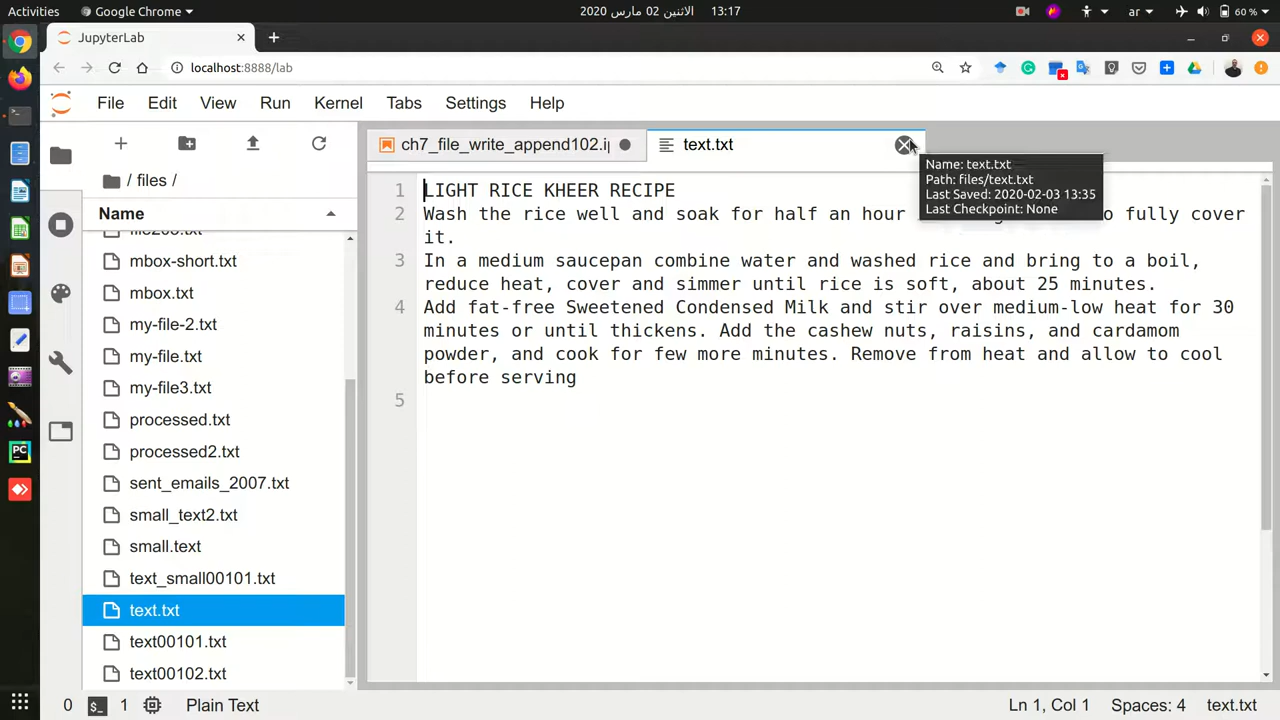 Activities
Google Chrome
الاثنين 02 مارس 2020 13:17
ar
60 %
JupyterLab
localhost:8888/lab
File Edit View Run Kernel Tabs Settings Help
ch7_file_write_append102.i
text.txt
/ files /
Name
mbox-short.txt
mbox.txt
my-file-2.txt
my-file.txt
my-file3.txt
processed.txt
processed2.txt
sent_emails_2007.txt
small_text2.txt
small.text
text_small00101.txt
text.txt
text00101.txt
text00102.txt
Name: text.txt
Path: files/text.txt
Last Saved: 2020-02-03 13:35
Last Checkpoint: None
1 LIGHT RICE KHEER RECIPE
2 Wash the rice well and soak for half an hour o fully cover
it.
3 In a medium saucepan combine water and washed rice and bring to a boil,
reduce heat, cover and simmer until rice is soft, about 25 minutes.
4 Add fat-free Sweetened Condensed Milk and stir over medium-low heat for 30
minutes or until thickens. Add the cashew nuts, raisins, and cardamom
powder, and cook for few more minutes. Remove from heat and allow to cool
before serving
5
0 1 Plain Text
Ln 1, Col 1 Spaces: 4 text.txt